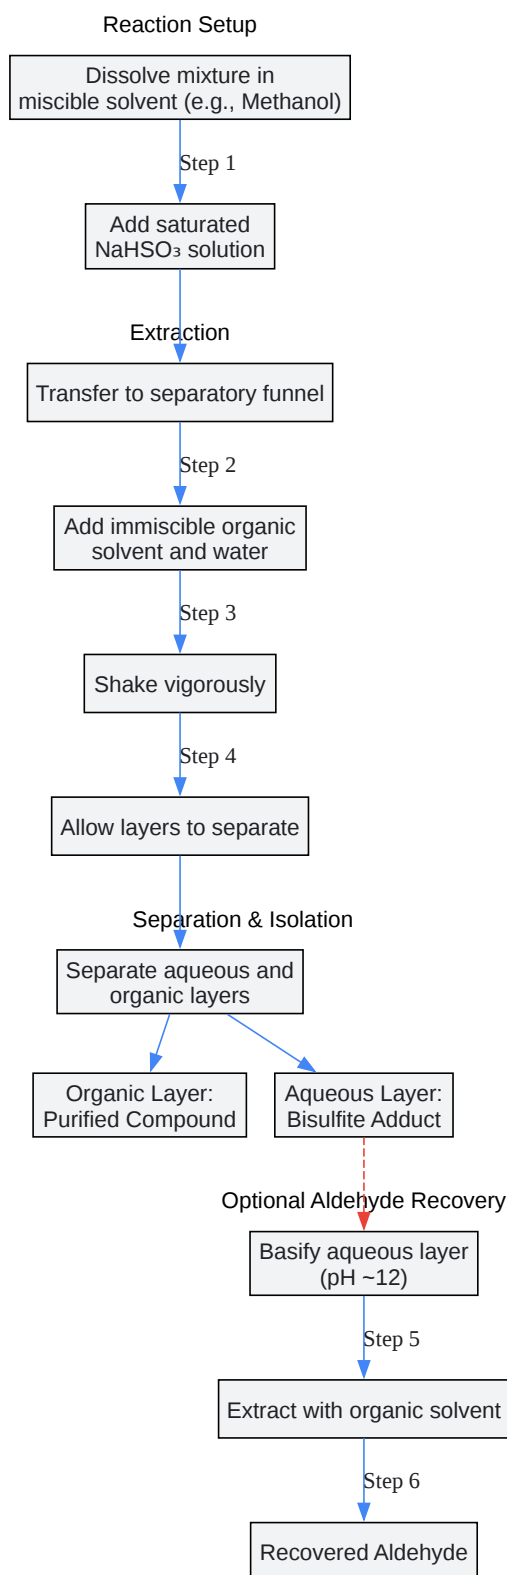 Reaction Setup
Dissolve mixture in
miscible solvent (e.g., Methanol)
Step 1
Add saturated
NaHSO₃ solution
Extraction
Transfer to separatory funnel
Step 2
Add immiscible organic
solvent and water
Step 3
Shake vigorously
Step 4
Allow layers to separate
Separation & Isolation
Separate aqueous and
organic layers
Organic Layer:
Purified Compound
Aqueous Layer:
Bisulfite Adduct
Optional Aldehyde Recovery
Basify aqueous layer
(pH ~12)
Step 5
Extract with organic solvent
Step 6
Recovered Aldehyde